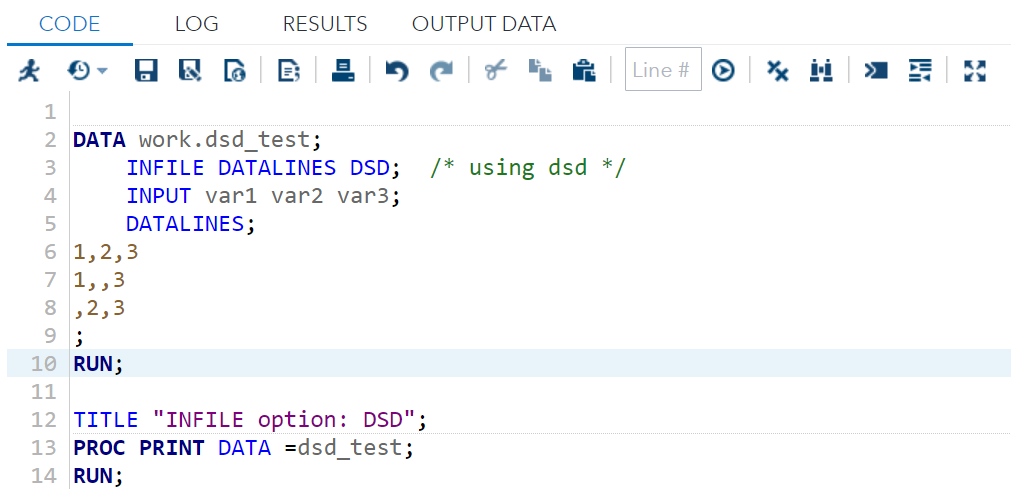 CODE LOG RESULTS OUTPUT DATA
Line #
1
2 DATA work.dsd_test;
3     INFILE DATALINES DSD;  /* using dsd */
4     INPUT var1 var2 var3;
5     DATALINES;
6 1,2,3
7 1,,3
8 ,2,3
9 ;
10 RUN;
11
12 TITLE "INFILE option: DSD";
13 PROC PRINT DATA =dsd_test;
14 RUN;